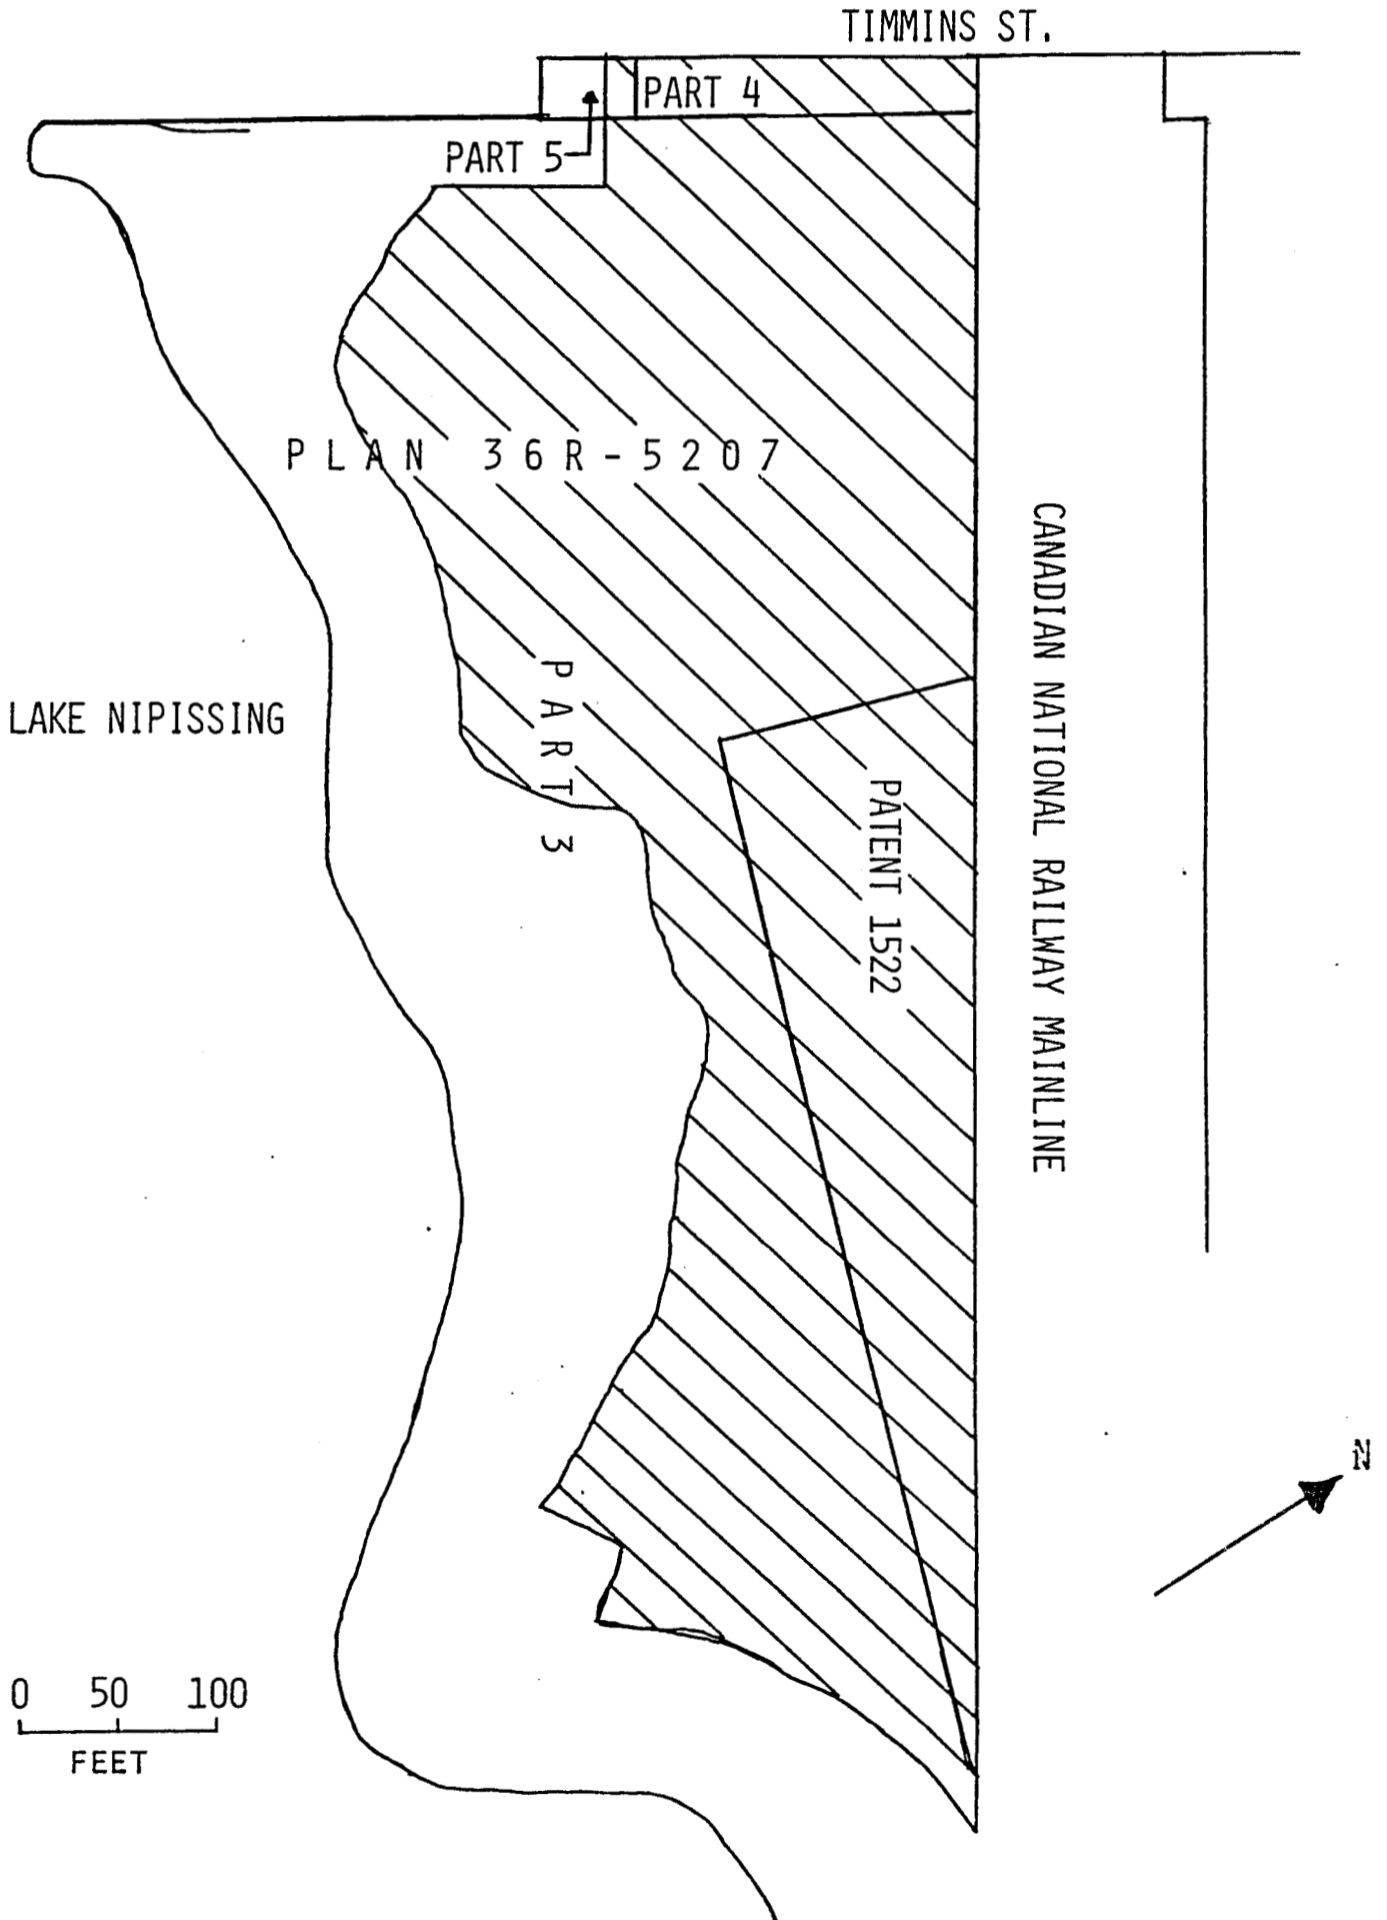 TIMMINS ST.
PART 4
PART 5
PLAN 36R-5207
CANADIAN NATIONAL RAILWAY MAINLINE
PART 3
LAKE NIPISSING
PATENT 1522
N
0 50 100
FEET